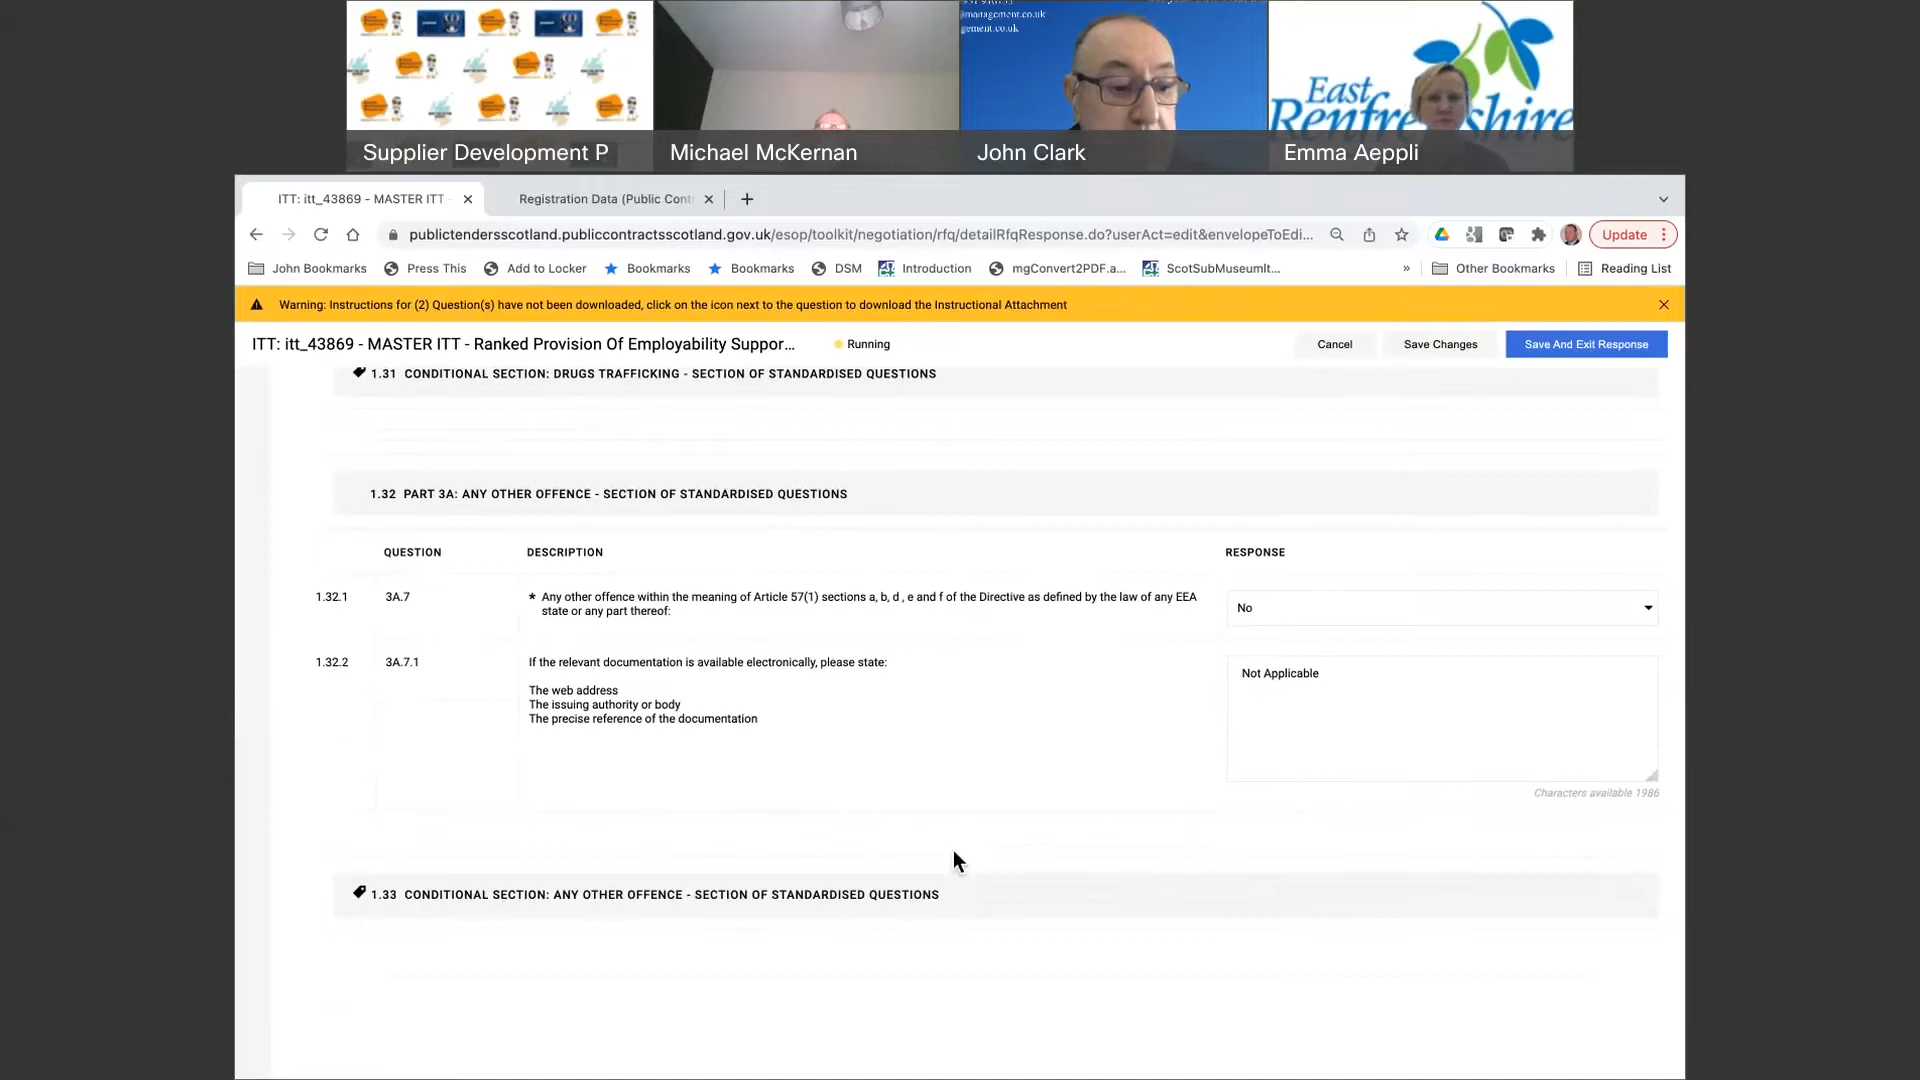 imanagement.co.uk
gement.co.uk
East
Renfrewshire
Supplier Development P
Michael McKernan
John Clark
Emma Aeppli
ITT: itt_43869 - MASTER ITT -
Registration Data (Public Cont
publictendersscotland.publiccontractsscotland.gov.uk/esop/toolkit/negotiation/rfq/detailRfqResponse.do?userAct=edit&envelopeToEdi...
Update
John Bookmarks
Press This
Add to Locker
Bookmarks
Bookmarks
DSM
Introduction
mgConvert2PDF.a...
ScotSubMuseumIt...
»
Other Bookmarks
Reading List
Warning: Instructions for (2) Question(s) have not been downloaded, click on the icon next to the question to download the Instructional Attachment
ITT: itt_43869 - MASTER ITT - Ranked Provision Of Employability Suppor...
Running
Cancel
Save Changes
Save And Exit Response
1.31 CONDITIONAL SECTION: DRUGS TRAFFICKING - SECTION OF STANDARDISED QUESTIONS
1.32 PART 3A: ANY OTHER OFFENCE - SECTION OF STANDARDISED QUESTIONS
QUESTION DESCRIPTION RESPONSE
1.32.1 3A.7 * Any other offence within the meaning of Article 57(1) sections a, b, d , e and f of the Directive as defined by the law of any EEA
state or any part thereof:
No
1.32.2 3A.7.1 If the relevant documentation is available electronically, please state:
Not Applicable
The web address
The issuing authority or body
The precise reference of the documentation
Characters available 1986
1.33 CONDITIONAL SECTION: ANY OTHER OFFENCE - SECTION OF STANDARDISED QUESTIONS